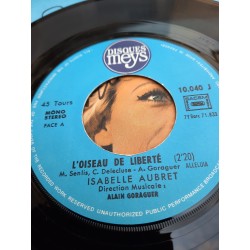 DISQUES
meys
45 Tours
MONO
STEREO
FACE A
10.040 J
L'OISEAU DE LIBERTÉ (2'20)
M. Senlis, C. Delecluse - A. Goraguer ALLELUIA
ISABELLE AUBRET
Direction Musicale :
ALAIN GORAGUER